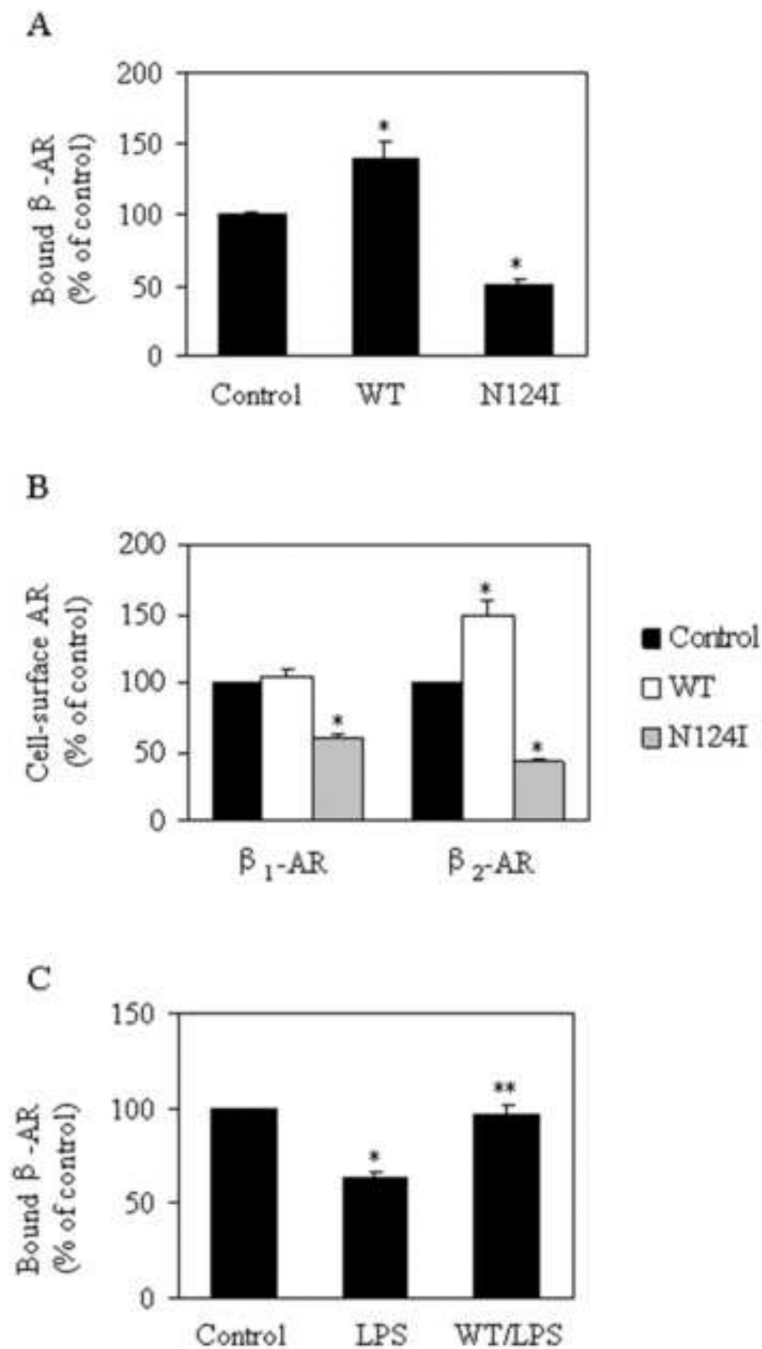 A
Bound β-AR
(% of control)
200
150
100
50
0
*
*
Control WT N124I
B
Cell-surface AR
(% of control)
200
150
100
50
0
*
*
*
β1-AR β2-AR
Control
WT
N124I
C
Bound β-AR
(% of control)
150
100
50
0
*
**
Control LPS WT/LPS